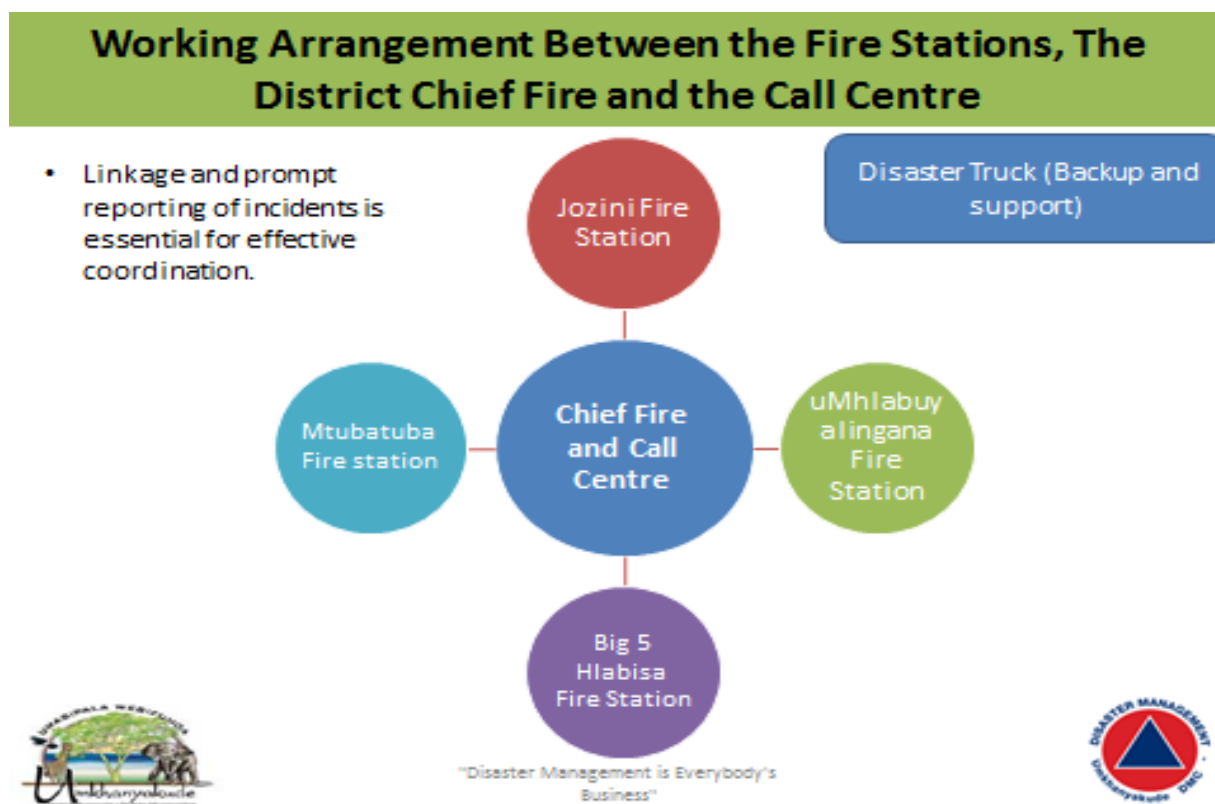 Working Arrangement Between the Fire Stations, The
District Chief Fire and the Call Centre
• Linkage and prompt
reporting of incidents is
essential for effective
coordination.
Jozini Fire
Station
Disaster Truck (Backup and
support)
Mtubatuba
Fire station
Chief Fire
and Call
Centre
uMhlabuy
alingana
Fire
Station
Big 5
Hlabisa
Fire Station
Umkhanyakude
"Disaster Management is Everybody's
Business"
DISASTER MANAGEMENT
Umkhanyakude DMC